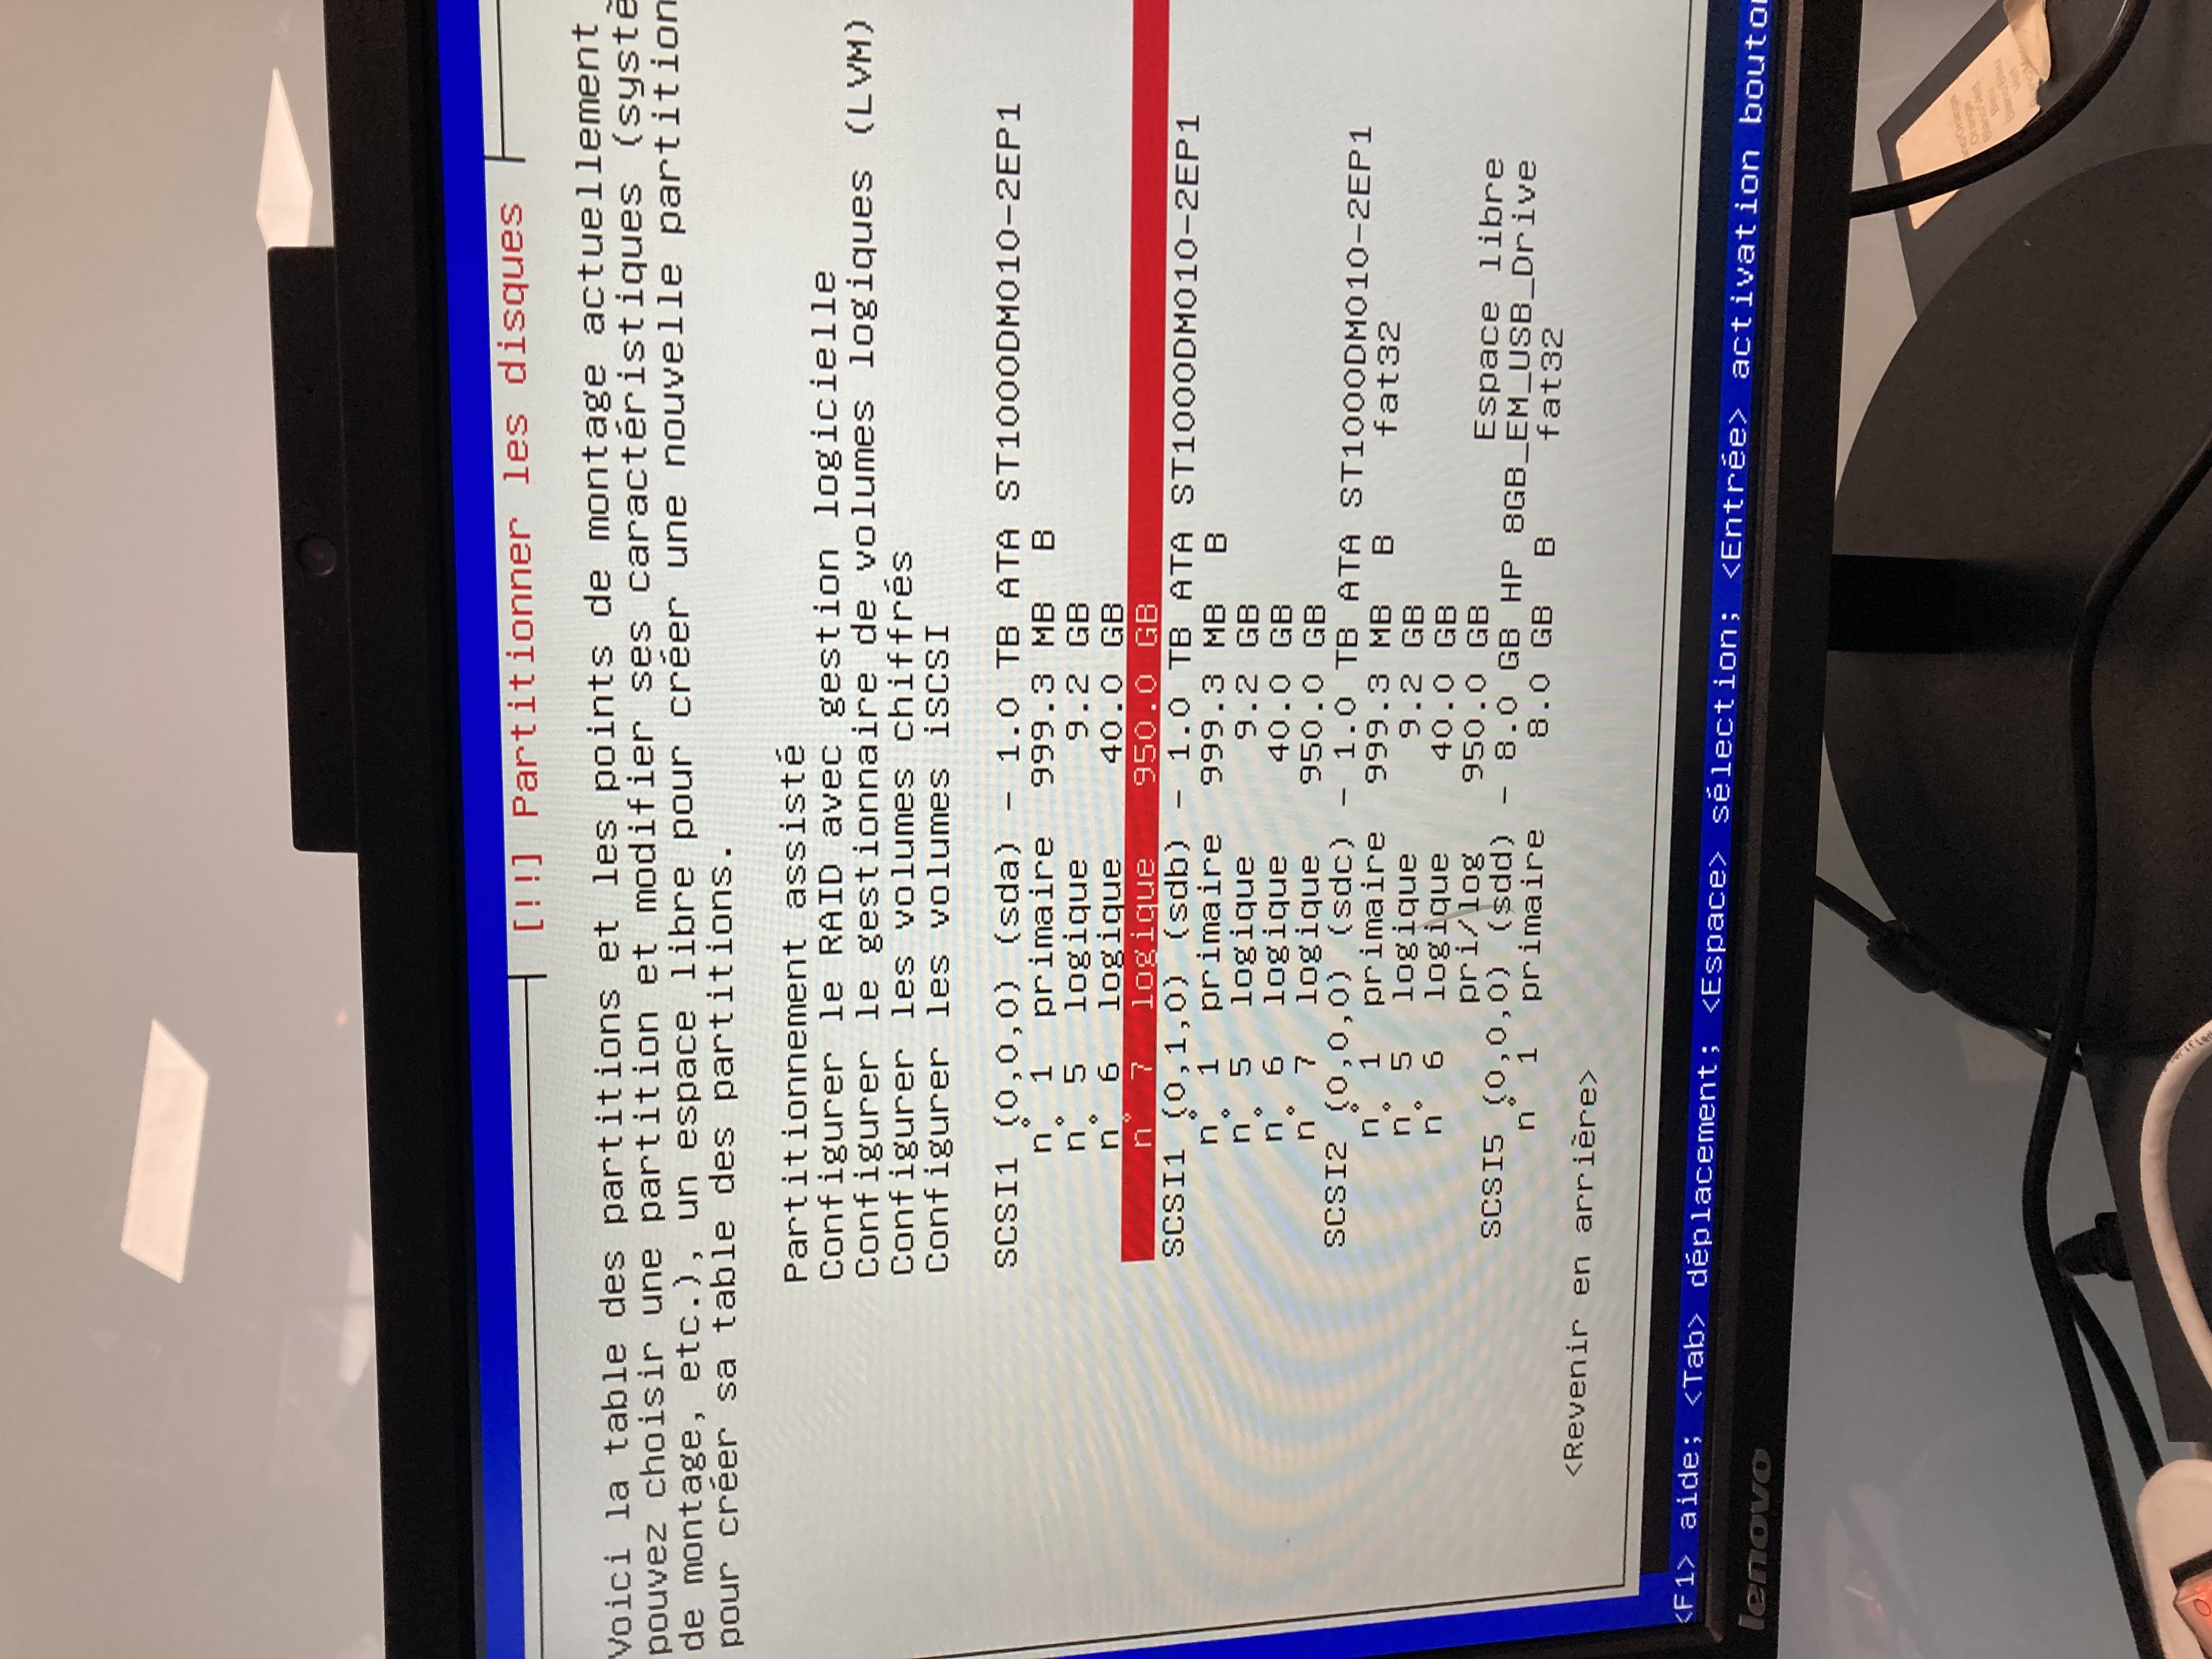 [!!] Partitionner les disques
Voici la table des partitions et les points de montage actuellement
pouvez choisir une partition et modifier ses caractéristiques (systè
de montage, etc.), un espace libre pour créer une nouvelle partition
pour créer sa table des partitions.
Partitionnement assisté
Configurer le RAID avec gestion logicielle
Configurer le gestionnaire de volumes logiques (LVM)
Configurer les volumes chiffrés
Configurer les volumes iSCSI
SCSI1 (0,0,0) (sda) - 1.0 TB ATA ST1000DM010-2EP1
n° 1 primaire 999.3 MB B
n° 5 logique 9.2 GB
n° 6 logique 40.0 GB
n° 7 logique 950.0 GB
SCSI1 (0,1,0) (sdb) - 1.0 TB ATA ST1000DM010-2EP1
n° 1 primaire 999.3 MB B
n° 5 logique 9.2 GB
n° 6 logique 40.0 GB
n° 7 logique 950.0 GB
SCSI2 (0,0,0) (sdc) - 1.0 TB ATA ST1000DM010-2EP1
n° 1 primaire 999.3 MB B fat32
n° 5 logique 9.2 GB
n° 6 logique 40.0 GB
pri/log 950.0 GB Espace libre
SCSI5 (0,0,0) (sdd) - 8.0 GB HP 8GB_EM_USB_Drive
n° 1 primaire 8.0 GB B fat32
<Revenir en arrière>
<F1> aide; <Tab> déplacement; <Espace> sélection; <Entrée> activation bouto
lenovo
Orange
Blanc/Vert
Bleu
Blanc/Bleu
Vert